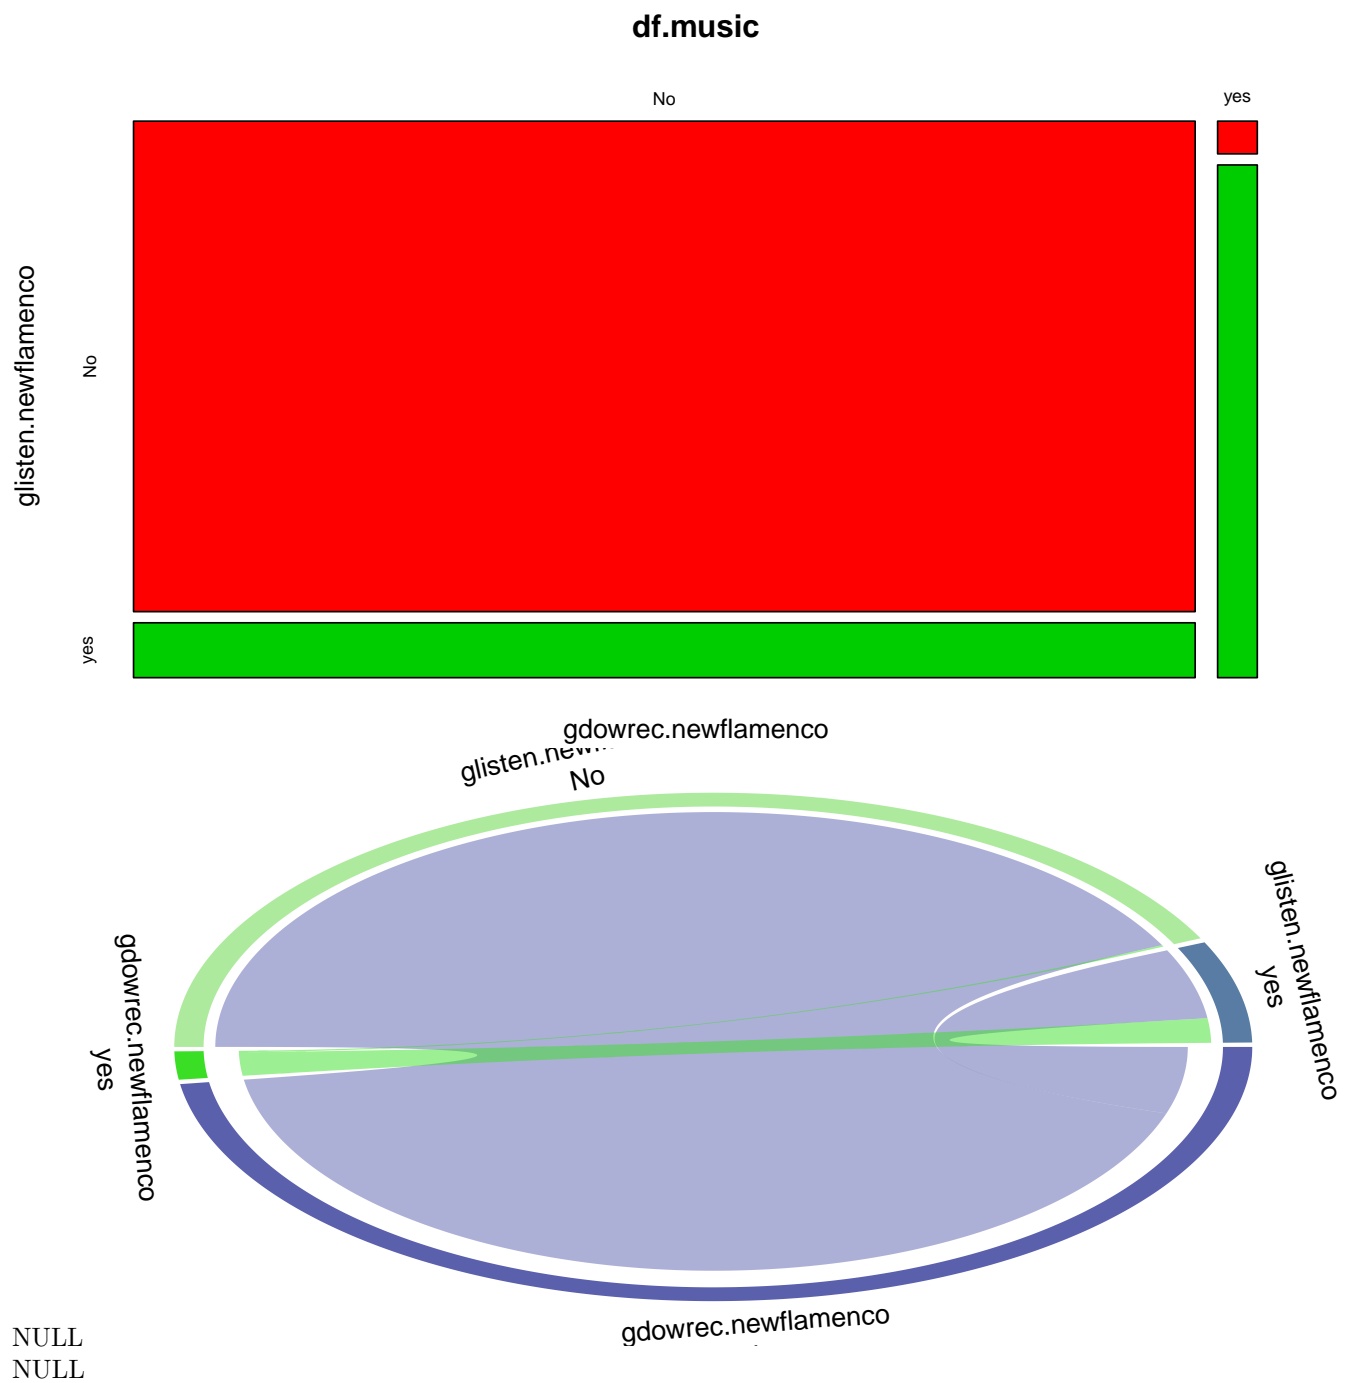 df.music
No
yes
glisten.newflamenco
No
yes
gdowrec.newflamenco
No
glisten.newflamenco
yes
gdowrec.newflamenco
yes
gdowrec.newflamenco
NULL
NULL